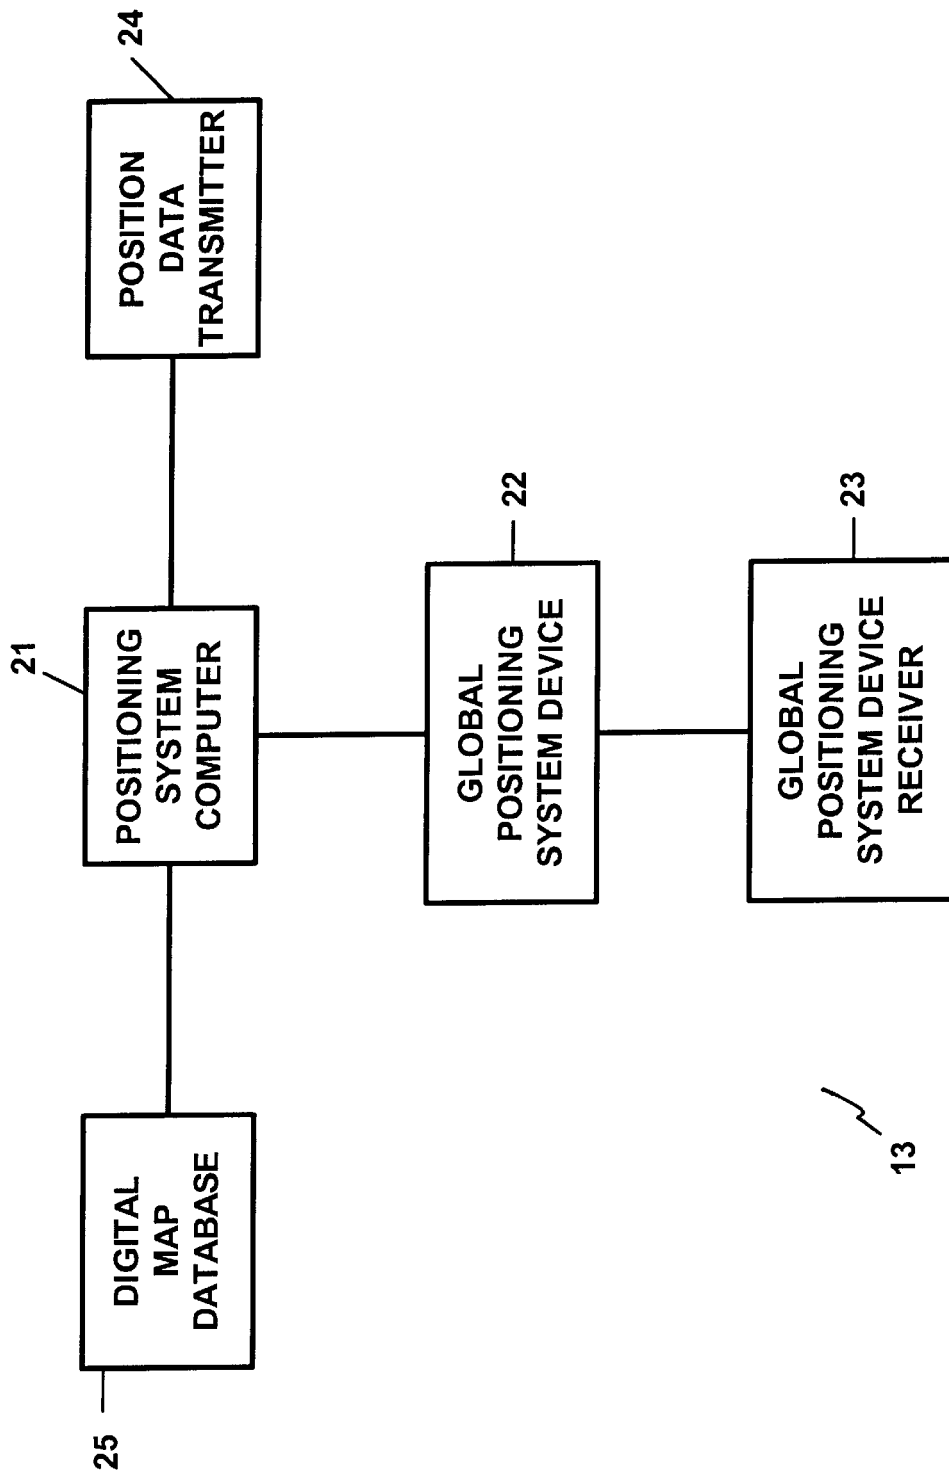 21
24
25
DIGITAL
MAP
DATABASE
POSITIONING
SYSTEM
COMPUTER
POSITION
DATA
TRANSMITTER
22
GLOBAL
POSITIONING
SYSTEM DEVICE
23
GLOBAL
POSITIONING
SYSTEM DEVICE
RECEIVER
13